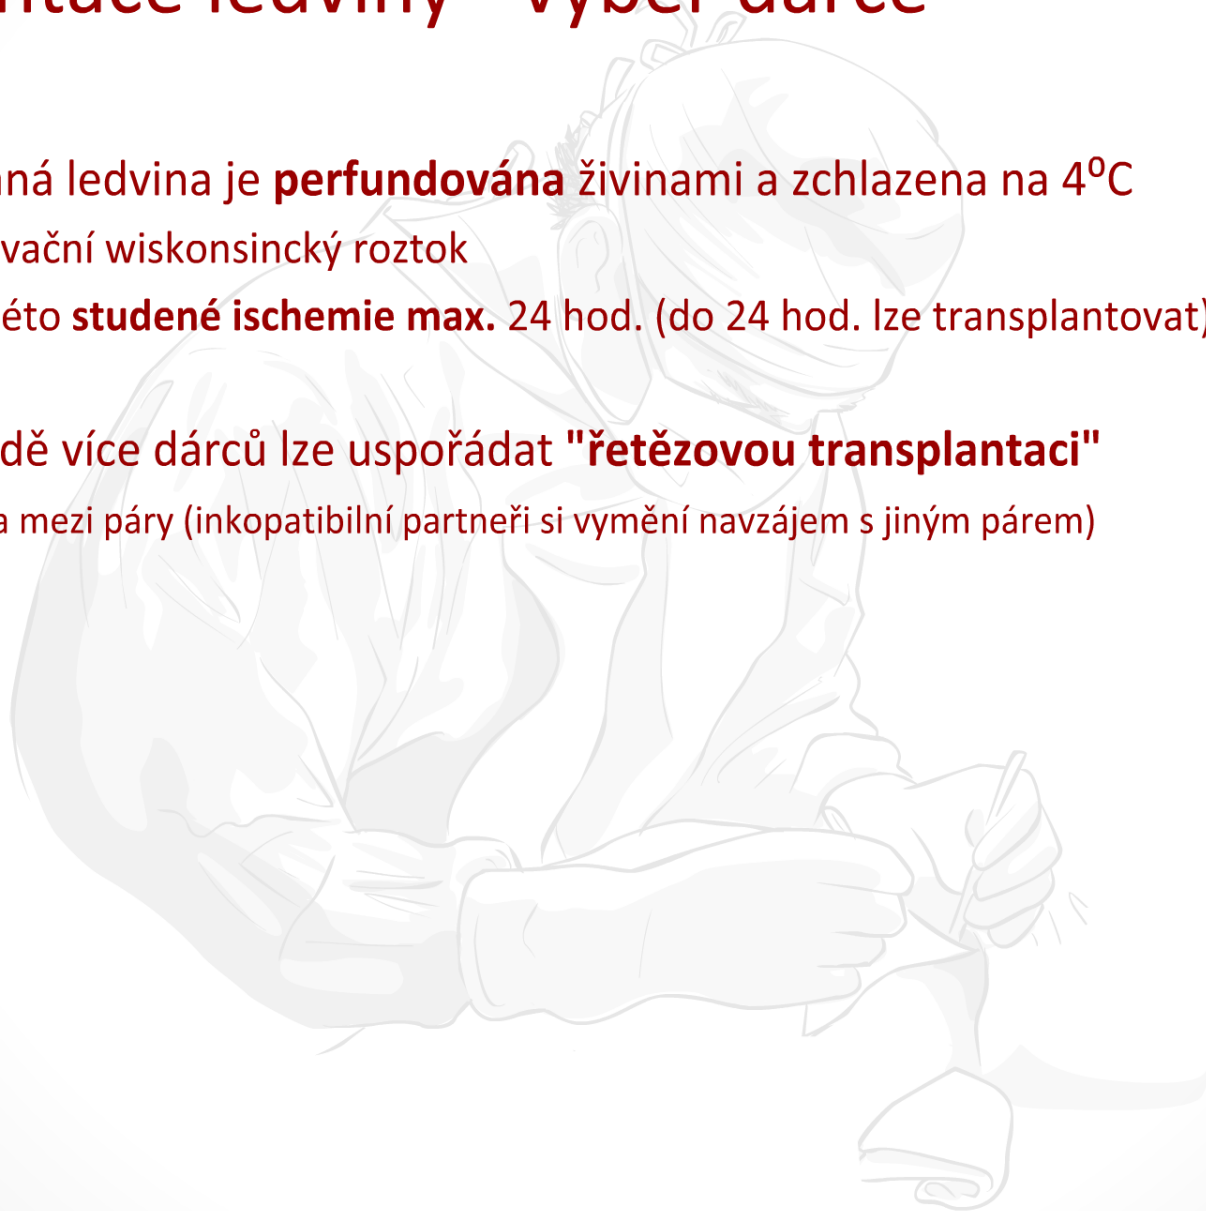 ntace ledviny - výběr dárce
ná ledvina je perfundována živinami a zchlazena na 4⁰C
vační wiskonsincký roztok
éto studené ischemie max. 24 hod. (do 24 hod. lze transplantovat)
dě více dárců lze uspořádat "řetězovou transplantaci"
a mezi páry (inkopatibilní partneři si vymění navzájem s jiným párem)